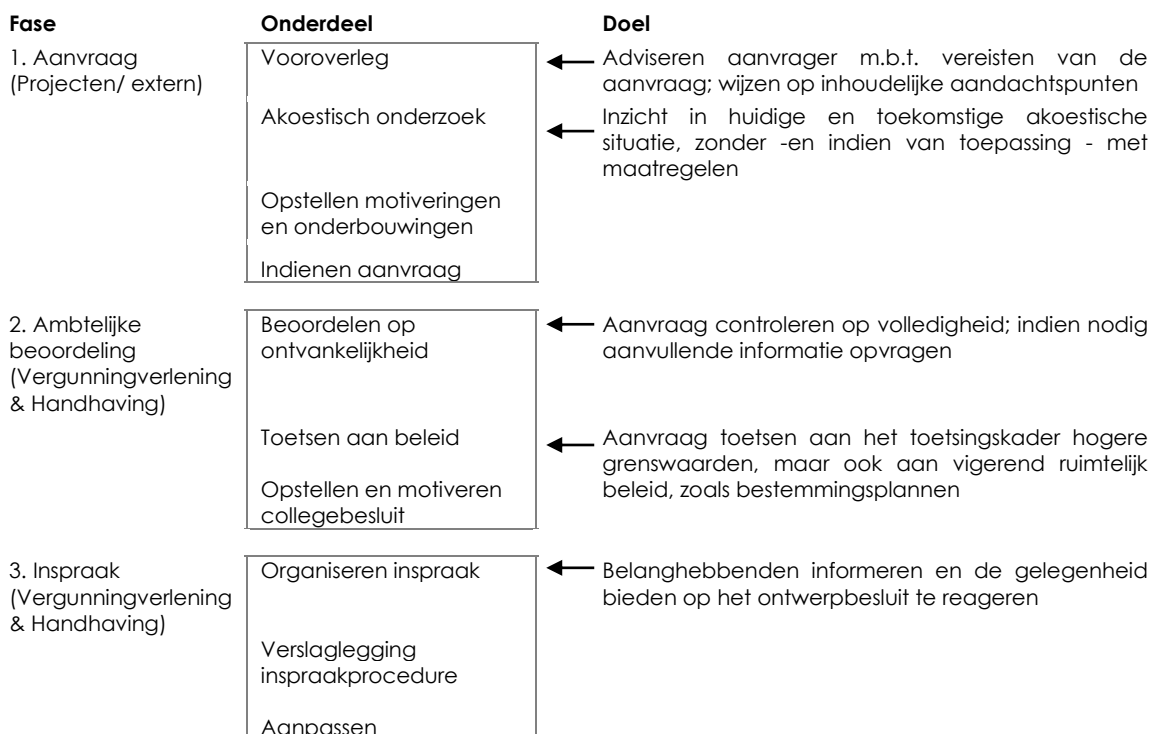 Fase Onderdeel Doel
1. Aanvraag
(Projecten/ extern)
Vooroverleg
Adviseren aanvrager m.b.t. vereisten van de
aanvraag; wijzen op inhoudelijke aandachtspunten
Akoestisch onderzoek
Inzicht in huidige en toekomstige akoestische
situatie, zonder -en indien van toepassing - met
maatregelen
Opstellen motiveringen
en onderbouwingen
Indienen aanvraag
2. Ambtelijke
beoordeling
(Vergunningverlening
& Handhaving)
Beoordelen op
ontvankelijkheid
Aanvraag controleren op volledigheid; indien nodig
aanvullende informatie opvragen
Toetsen aan beleid
Aanvraag toetsen aan het toetsingskader hogere
grenswaarden, maar ook aan vigerend ruimtelijk
beleid, zoals bestemmingsplannen
Opstellen en motiveren
collegebesluit
3. Inspraak
(Vergunningverlening
& Handhaving)
Organiseren inspraak
Belanghebbenden informeren en de gelegenheid
bieden op het ontwerpbesluit te reageren
Verslaglegging
inspraakprocedure
Aanpassen